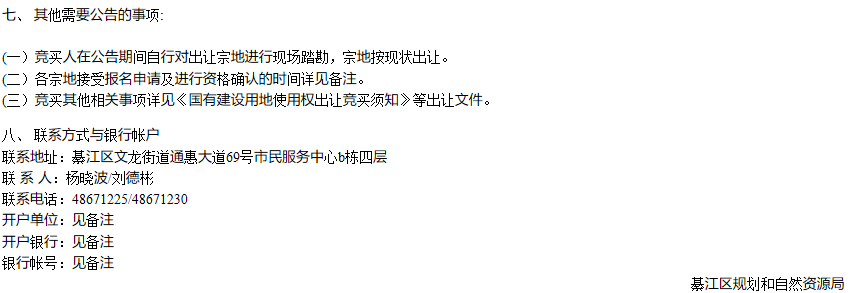 七、 其他需要公告的事项:
(一）竞买人在公告期间自行对出让宗地进行现场踏勘，宗地按现状出让。
(二）各宗地接受报名申请及进行资格确认的时间详见备注。
(三）竞买其他相关事项详见《国有建设用地使用权出让竞买须知》等出让文件。
八、 联系方式与银行帐户
联系地址：綦江区文龙街道通惠大道69号市民服务中心b栋四层
联 系 人：杨晓波/刘德彬
联系电话：48671225/48671230
开户单位：见备注
开户银行：见备注
银行帐号：见备注
綦江区规划和自然资源局